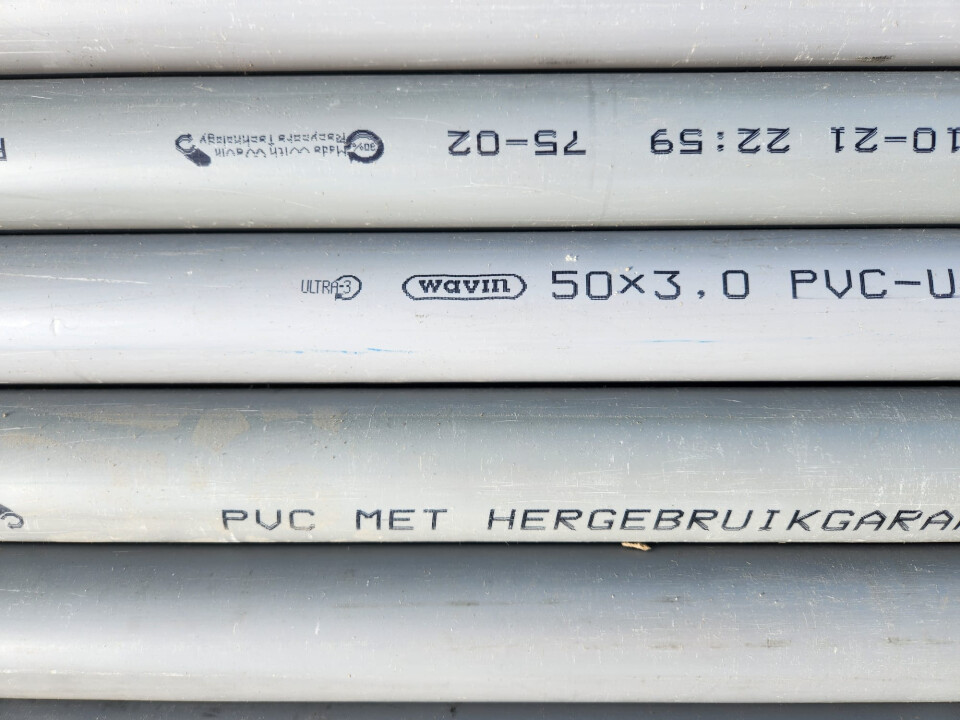 10-21 22:59 75-02
30% Made with Wavin
Recycore Technology
ULTRA-3 wavin 50×3,0 PVC-U
PVC MET HERGEBRUIKGARA